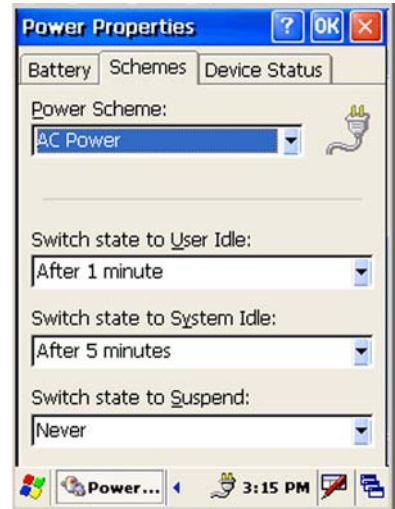 Power Properties ? OK ×
Battery Schemes Device Status
Power Scheme:
AC Power
Switch state to User Idle:
After 1 minute
Switch state to System Idle:
After 5 minutes
Switch state to Suspend:
Never
Power... 3:15 PM